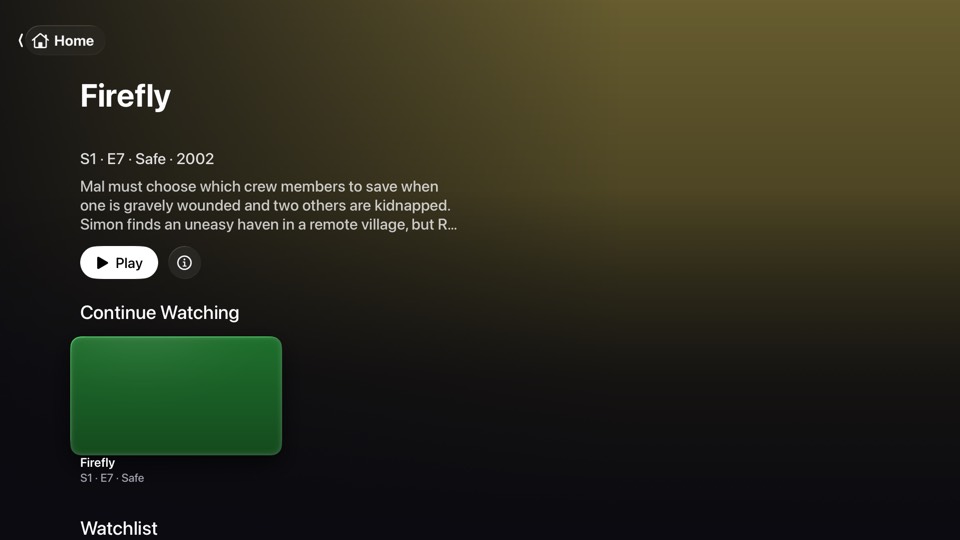 Home
Firefly
S1 · E7 · Safe · 2002
Mal must choose which crew members to save when
one is gravely wounded and two others are kidnapped.
Simon finds an uneasy haven in a remote village, but R...
Play
Continue Watching
Firefly
S1 · E7 · Safe
Watchlist